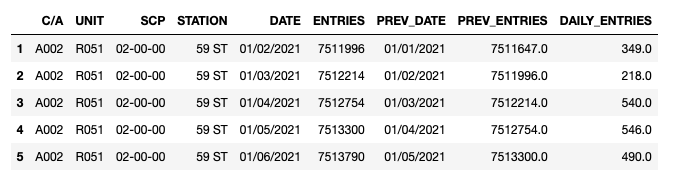 C/A UNIT SCP STATION DATE ENTRIES PREV_DATE PREV_ENTRIES DAILY_ENTRIES
1 A002 R051 02-00-00 59 ST 01/02/2021 7511996 01/01/2021 7511647.0 349.0
2 A002 R051 02-00-00 59 ST 01/03/2021 7512214 01/02/2021 7511996.0 218.0
3 A002 R051 02-00-00 59 ST 01/04/2021 7512754 01/03/2021 7512214.0 540.0
4 A002 R051 02-00-00 59 ST 01/05/2021 7513300 01/04/2021 7512754.0 546.0
5 A002 R051 02-00-00 59 ST 01/06/2021 7513790 01/05/2021 7513300.0 490.0